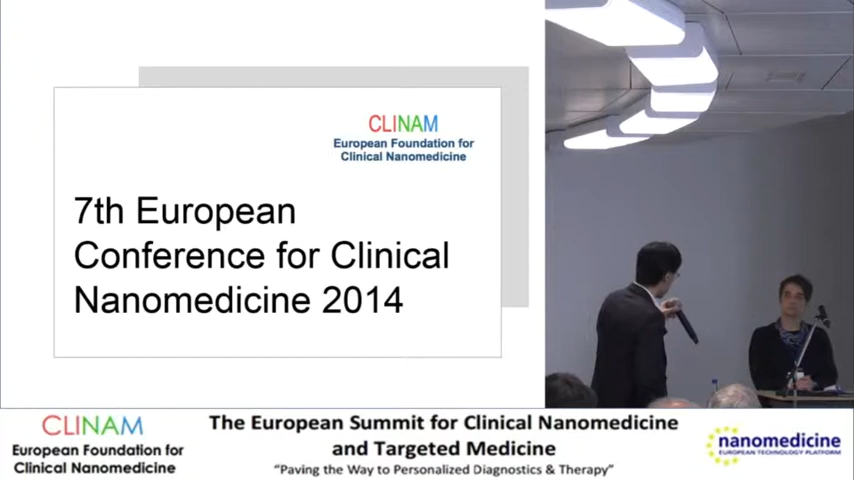 CLINAM
European Foundation for
Clinical Nanomedicine
7th European
Conference for Clinical
Nanomedicine 2014
CLINAM
European Foundation for
Clinical Nanomedicine
The European Summit for Clinical Nanomedicine
and Targeted Medicine
“Paving the Way to Personalized Diagnostics & Therapy”
nanomedicine
EUROPEAN TECHNOLOGY PLATFORM